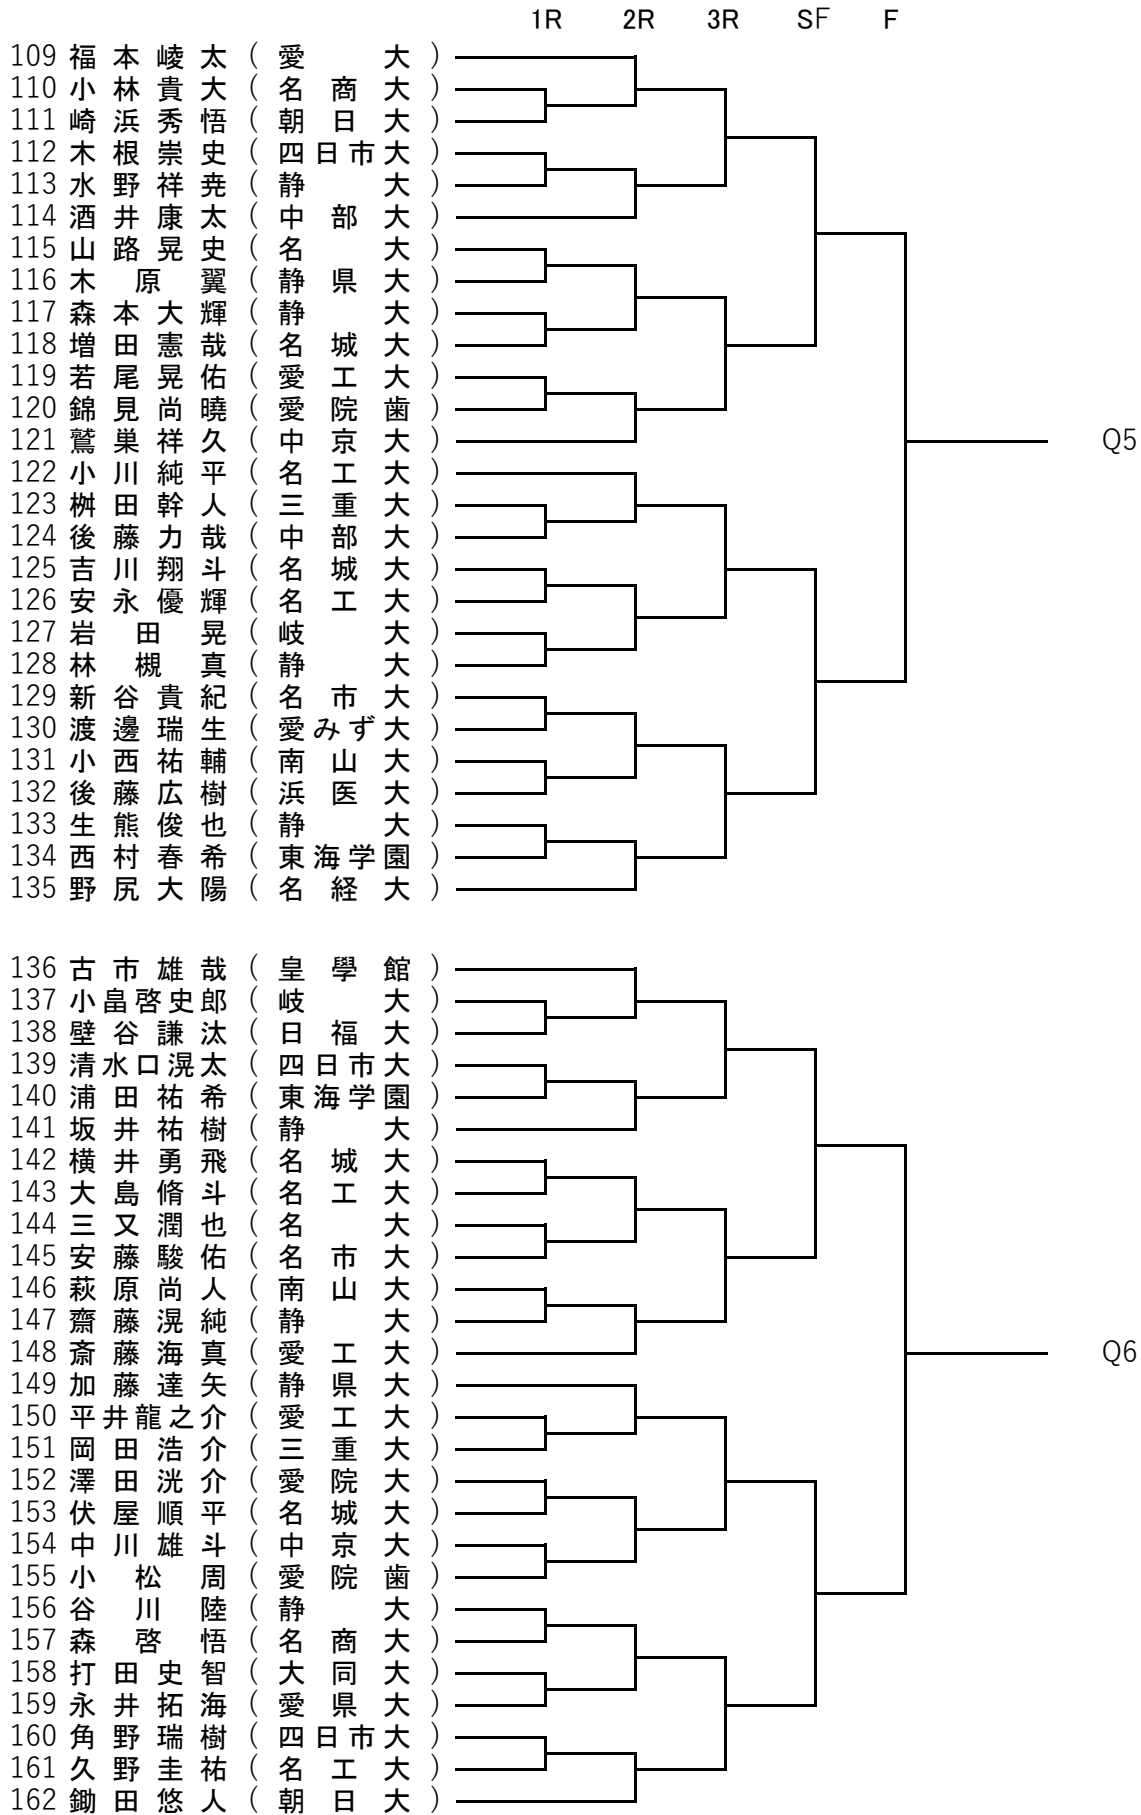 1R 2R 3R SF F
109 福本崚太（愛大）
110 小林貴大（名商大）
111 崎浜秀悟（朝日大）
112 木根崇史（四日市大）
113 水野祥尭（静大）
114 酒井康太（中部大）
115 山路晃史（名大）
116 木原翼（静県大）
117 森本大輝（静大）
118 増田憲哉（名城大）
119 若尾晃佑（愛工大）
120 錦見尚曉（愛院歯）
121 鷲巣祥久（中京大）
Q5
122 小川純平（名工大）
123 桝田幹人（三重大）
124 後藤力哉（中部大）
125 吉川翔斗（名城大）
126 安永優輝（名工大）
127 岩田晃（岐大）
128 林槻真（静大）
129 新谷貴紀（名市大）
130 渡邊瑞生（愛みず大）
131 小西祐輔（南山大）
132 後藤広樹（浜医大）
133 生熊俊也（静大）
134 西村春希（東海学園）
135 野尻大陽（名経大）
136 古市雄哉（皇學館）
137 小畠啓史郎（岐大）
138 壁谷謙汰（日福大）
139 清水口滉太（四日市大）
140 浦田祐希（東海学園）
141 坂井祐樹（静大）
142 横井勇飛（名城大）
143 大島脩斗（名工大）
144 三又潤也（名大）
145 安藤駿佑（名市大）
146 萩原尚人（南山大）
147 齋藤滉純（静大）
148 斎藤海真（愛工大）
Q6
149 加藤達矢（静県大）
150 平井龍之介（愛工大）
151 岡田浩介（三重大）
152 澤田洸介（愛院大）
153 伏屋順平（名城大）
154 中川雄斗（中京大）
155 小松周（愛院歯）
156 谷川陸（静大）
157 森啓悟（名商大）
158 打田史智（大同大）
159 永井拓海（愛県大）
160 角野瑞樹（四日市大）
161 久野圭祐（名工大）
162 鋤田悠人（朝日大）